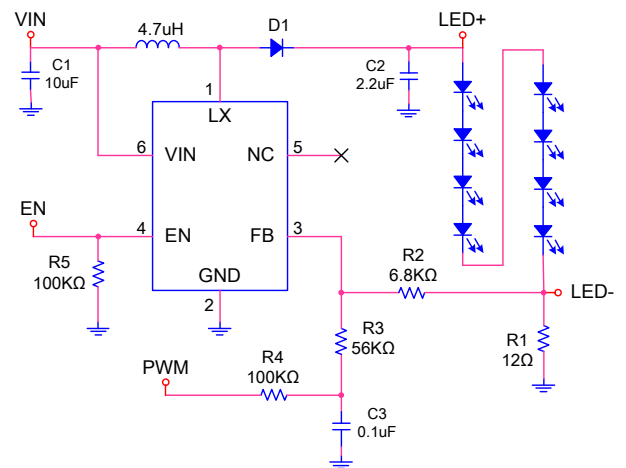 VIN
4.7uH
D1
LED+
C1
10uF
C2
2.2uF
1
LX
6
VIN
NC
5
EN
4
EN
FB
3
R5
100KΩ
GND
2
R2
6.8KΩ
LED-
R3
56KΩ
R1
12Ω
PWM
R4
100KΩ
C3
0.1uF